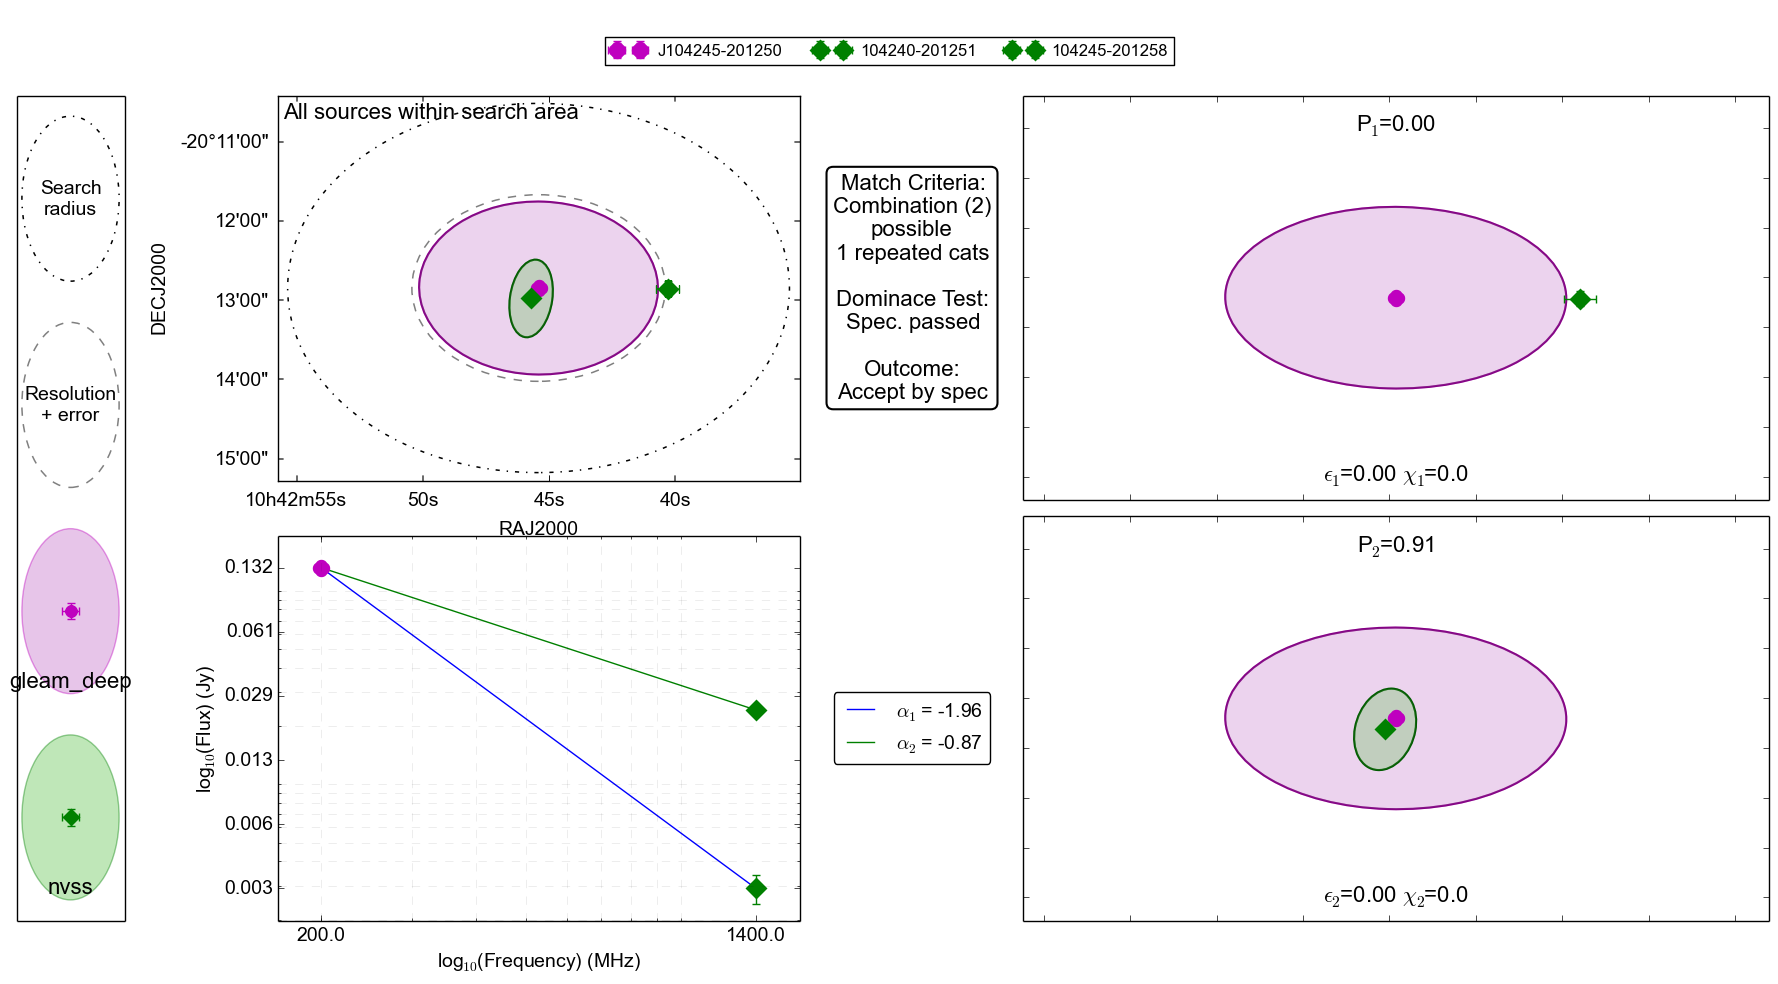 J104245-201250 104240-201251 104245-201258
Search
radius
Resolution
+ error
gleam_deep
nvss
All sources within search area
DECJ2000
-20°11'00"
12'00"
13'00"
14'00"
15'00"
10h42m55s 50s 45s 40s
RAJ2000
Match Criteria:
Combination (2)
possible
1 repeated cats
Dominace Test:
Spec. passed
Outcome:
Accept by spec
P₁=0.00
ϵ₁=0.00 χ₁=0.0
log₁₀(Flux) (Jy)
0.132
0.061
0.029
0.013
0.006
0.003
200.0 1400.0
log₁₀(Frequency) (MHz)
α₁ = -1.96
α₂ = -0.87
P₂=0.91
ϵ₂=0.00 χ₂=0.0